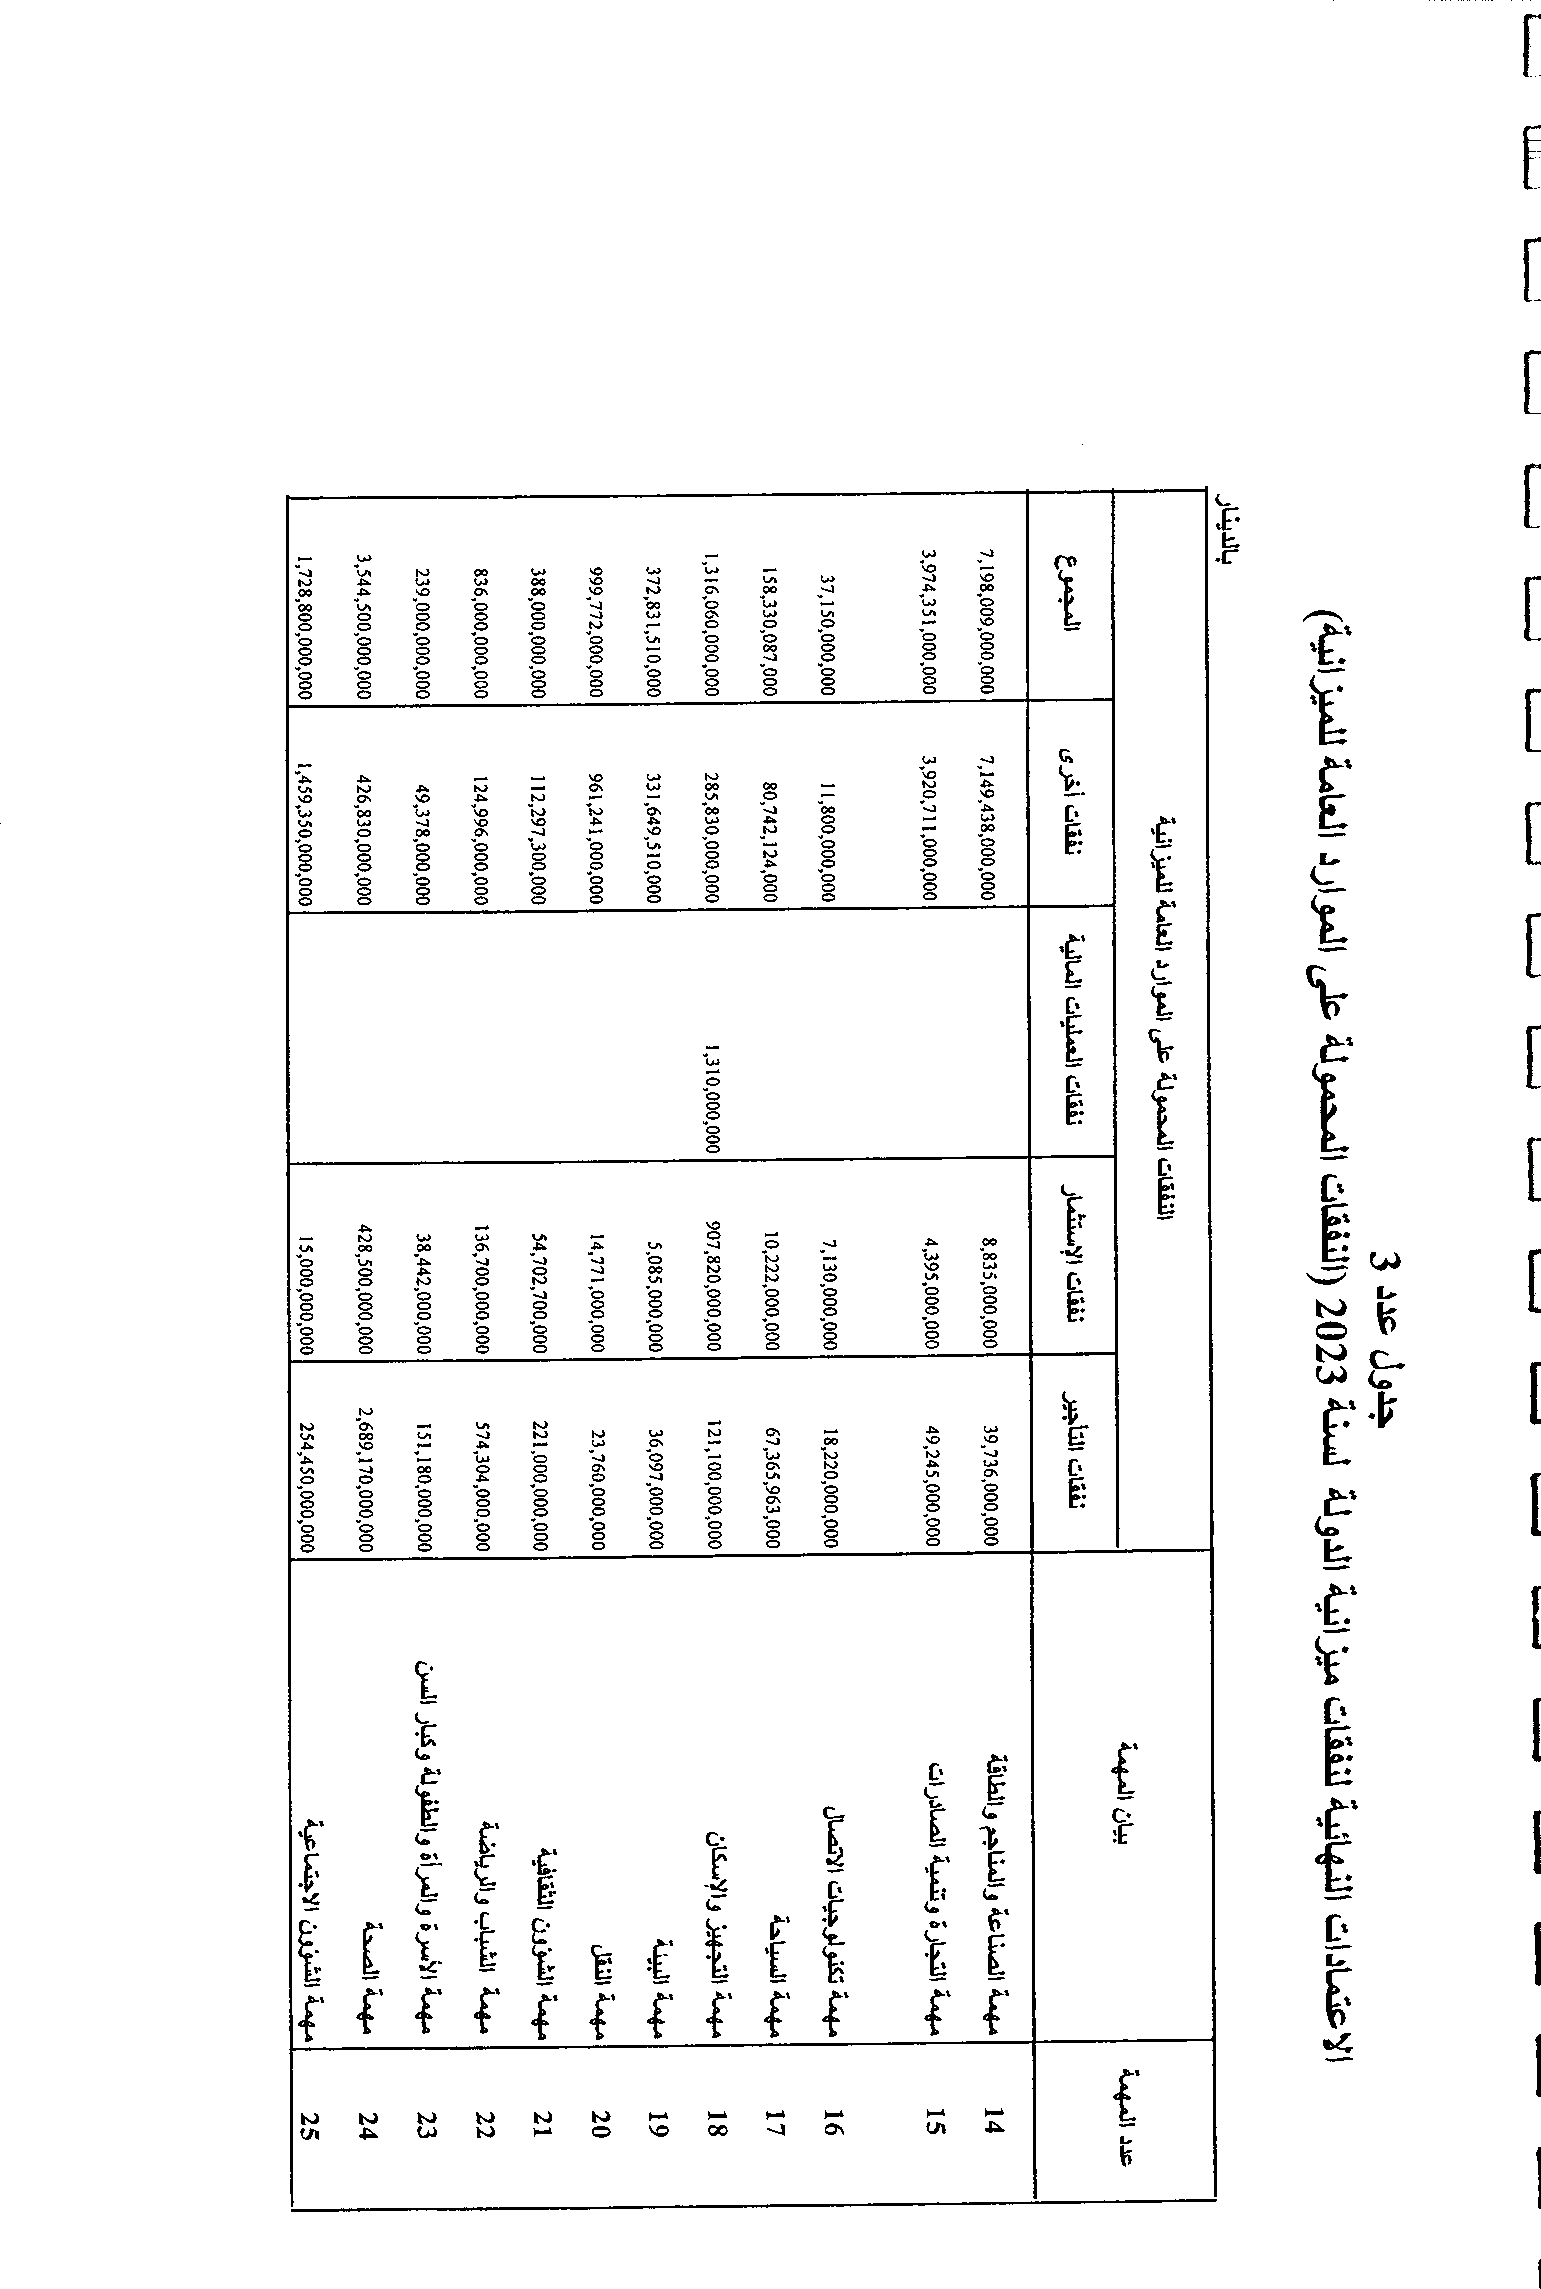 جدول عدد 3
الاعتمادات النهائية لنفقات ميزانية الدولة لسنة 2023 (النفقات المحمولة على الموارد العامة للميزانية)
بالدينار
عدد المهمة بيان المهمة النفقات المحمولة على الموارد العامة للميزانية
نفقات التأجير نفقات الإستثمار نفقات العمليات المالية نفقات أخرى المجموع
14 مهمة الصناعة والمناجم والطاقة 39,736,000,000 8,835,000,000 7,149,438,000,000 7,198,009,000,000
15 مهمة التجارة وتنمية الصادرات 49,245,000,000 4,395,000,000 3,920,711,000,000 3,974,351,000,000
16 مهمة تكنولوجيات الاتصال 18,220,000,000 7,130,000,000 11,800,000,000 37,150,000,000
17 مهمة السياحة 67,365,963,000 10,222,000,000 80,742,124,000 158,330,087,000
18 مهمة التجهيز والإسكان 121,100,000,000 907,820,000,000 1,310,000,000 285,830,000,000 1,316,060,000,000
19 مهمة البيئة 36,097,000,000 5,085,000,000 331,649,510,000 372,831,510,000
20 مهمة النقل 23,760,000,000 14,771,000,000 961,241,000,000 999,772,000,000
21 مهمة الشؤون الثقافية 221,000,000,000 54,702,700,000 112,297,300,000 388,000,000,000
22 مهمة الشباب والرياضة 574,304,000,000 136,700,000,000 124,996,000,000 836,000,000,000
23 مهمة الأسرة والمرأة والطفولة وكبار السن 151,180,000,000 38,442,000,000 49,378,000,000 239,000,000,000
24 مهمة الصحة 2,689,170,000,000 428,500,000,000 426,830,000,000 3,544,500,000,000
25 مهمة الشؤون الاجتماعية 254,450,000,000 15,000,000,000 1,459,350,000,000 1,728,800,000,000